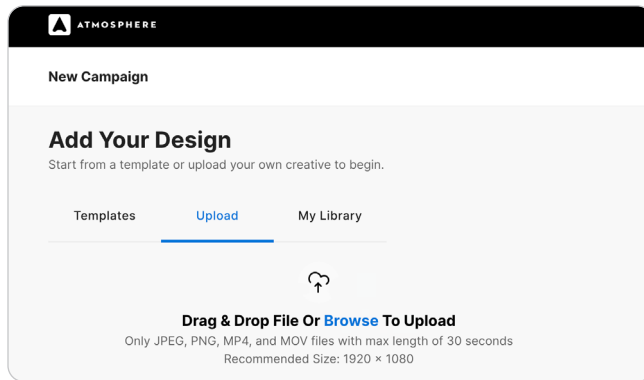 ATMOSPHERE
New Campaign
Add Your Design
Start from a template or upload your own creative to begin.
Templates Upload My Library
Drag & Drop File Or Browse To Upload
Only JPEG, PNG, MP4, and MOV files with max length of 30 seconds
Recommended Size: 1920 × 1080